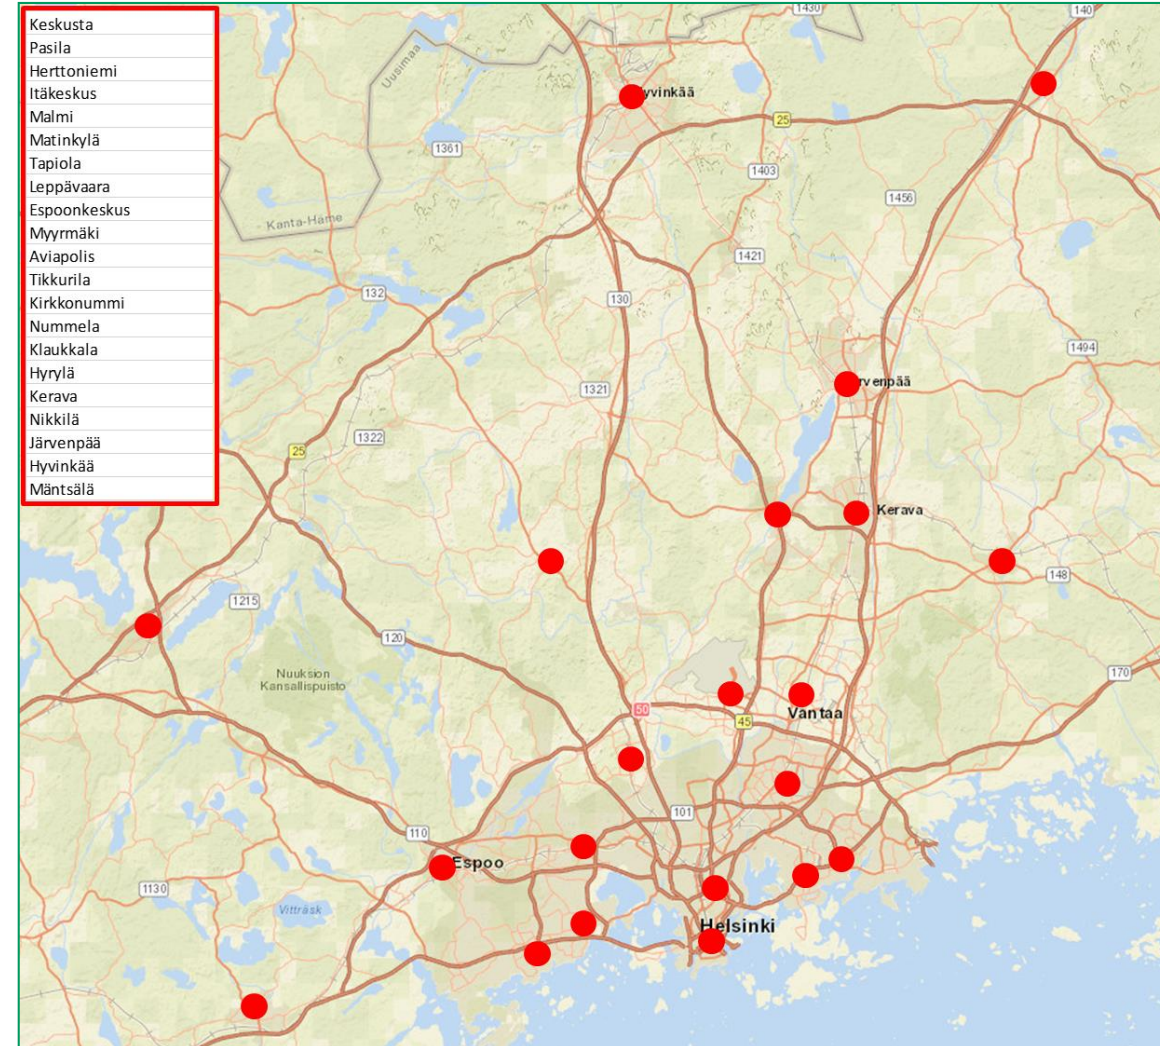 Keskusta
Pasila
Herttoniemi
Itäkeskus
Malmi
Matinkylä
Tapiola
Leppävaara
Espoonkeskus
Myyrmäki
Aviapolis
Tikkurila
Kirkkonummi
Nummela
Klaukkala
Hyrylä
Kerava
Nikkilä
Järvenpää
Hyvinkää
Mäntsälä
1430
140
Uusimaa
yvinkää
25
1361
1403
1456
Kanta-Häme
1421
132
130
1494
1321
rvenpää
1322
25
Kerava
148
1215
120
Nuuksion
Kansallispuisto
170
50
Vantaa
45
101
110
Espoo
1130
Vitträsk
Helsinki